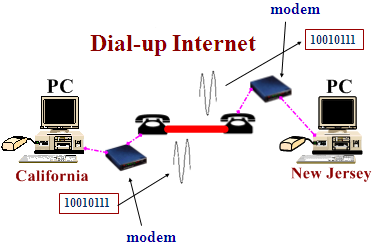 modem
10010111
Dial-up Internet
PC
PC
California
New Jersey
10010111
modem